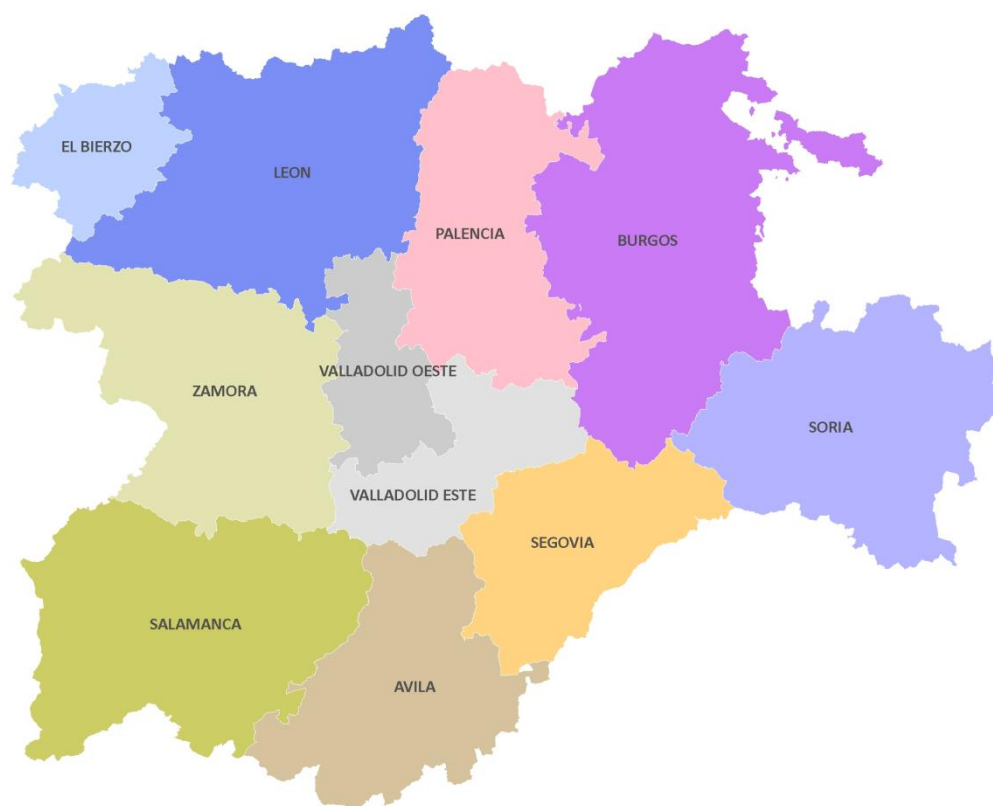 EL BIERZO
LEON
PALENCIA
BURGOS
VALLADOLID OESTE
ZAMORA
SORIA
VALLADOLID ESTE
SEGOVIA
SALAMANCA
AVILA